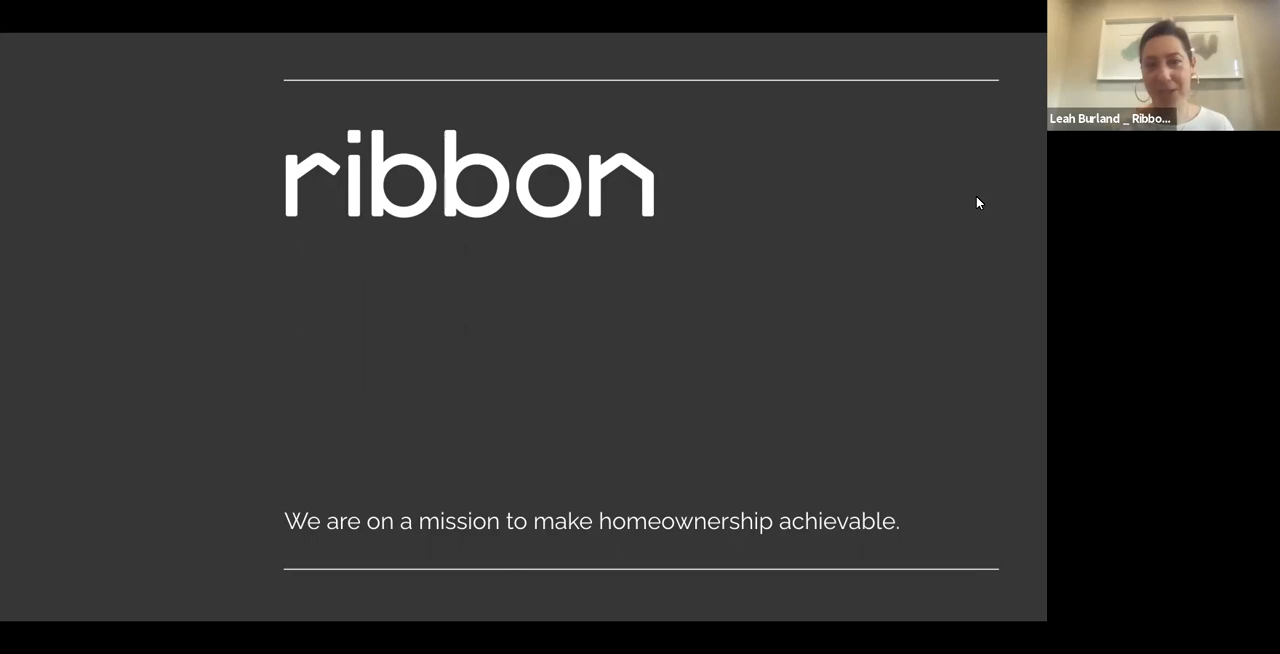 ribbon
Leah Burland _ Ribbo...
We are on a mission to make homeownership achievable.